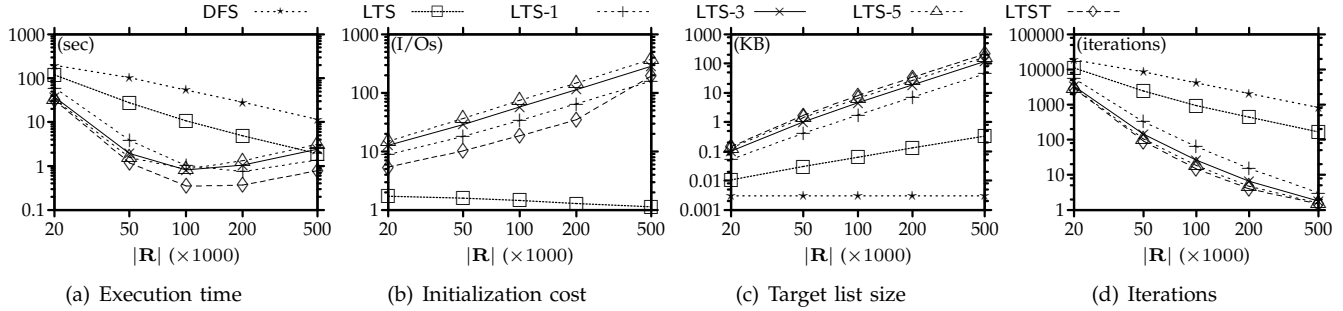 DFS LTS LTS-1 LTS-3 LTS-5 LTST
(sec)
1000
100
10
1
0.1
20 50 100 200 500
|R| (×1000)
(a) Execution time
(I/Os)
1000
100
10
1
20 50 100 200 500
|R| (×1000)
(b) Initialization cost
(KB)
1000
100
10
1
0.1
0.01
0.001
20 50 100 200 500
|R| (×1000)
(c) Target list size
(iterations)
100000
10000
1000
100
10
1
20 50 100 200 500
|R| (×1000)
(d) Iterations